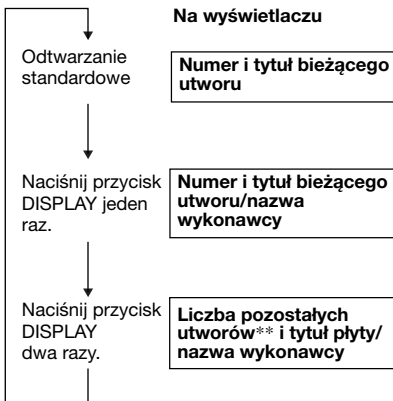 Na wyświetlaczu
Odtwarzanie
standardowe
Numer i tytuł bieżącego
utworu
Naciśnij przycisk
DISPLAY jeden
raz.
Numer i tytuł bieżącego
utworu/nazwa
wykonawcy
Naciśnij przycisk
DISPLAY
dwa razy.
Liczba pozostałych
utworów** i tytuł płyty/
nazwa wykonawcy